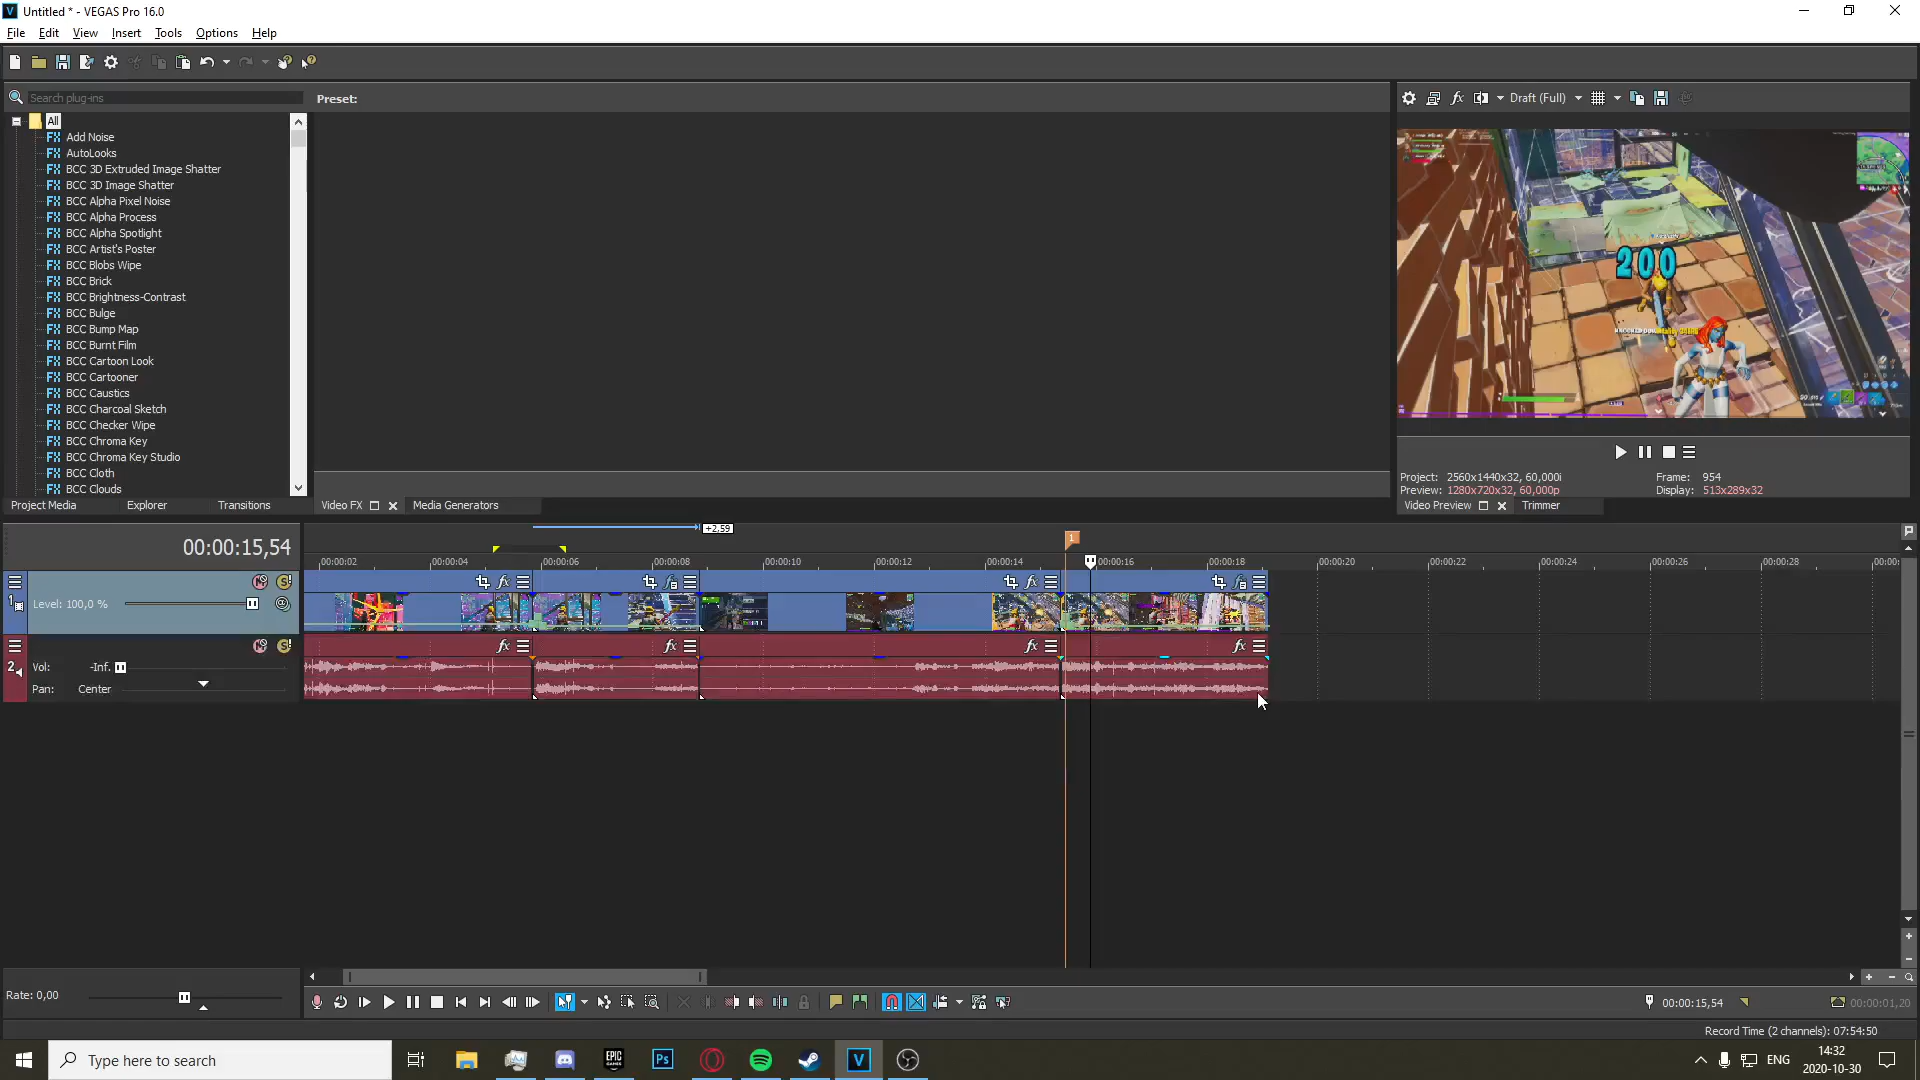 Untitled * - VEGAS Pro 16.0
File Edit View Insert Tools Options Help
Search plug-ins
Preset:
Draft (Full)
All
Add Noise
AutoLooks
BCC 3D Extruded Image Shatter
BCC 3D Image Shatter
BCC Alpha Pixel Noise
BCC Alpha Process
BCC Alpha Spotlight
BCC Artist's Poster
BCC Blobs Wipe
BCC Brick
BCC Brightness-Contrast
BCC Bulge
BCC Bump Map
BCC Burnt Film
BCC Cartoon Look
BCC Cartooner
BCC Caustics
BCC Charcoal Sketch
BCC Checker Wipe
BCC Chroma Key
BCC Chroma Key Studio
BCC Cloth
BCC Clouds
200
Project: 2560x1440x32, 60,000i Frame: 954
Preview: 1280x720x32, 60,000p Display: 513x289x32
Project Media Explorer Transitions Video FX Media Generators Video Preview Trimmer
+2,59
00:00:15,54
1
00:00:02 00:00:04 00:00:06 00:00:08 00:00:10 00:00:12 00:00:14 00:00:16 00:00:18 00:00:20 00:00:22 00:00:24 00:00:26 00:00:28 00:00:
1 Level: 100,0 %
2 Vol: -Inf.
Pan: Center
Rate: 0,00
00:00:15,54 00:00:01,20
Record Time (2 channels): 07:54:50
Type here to search
EPIC GAMES Ps V
ENG 14:32
2020-10-30